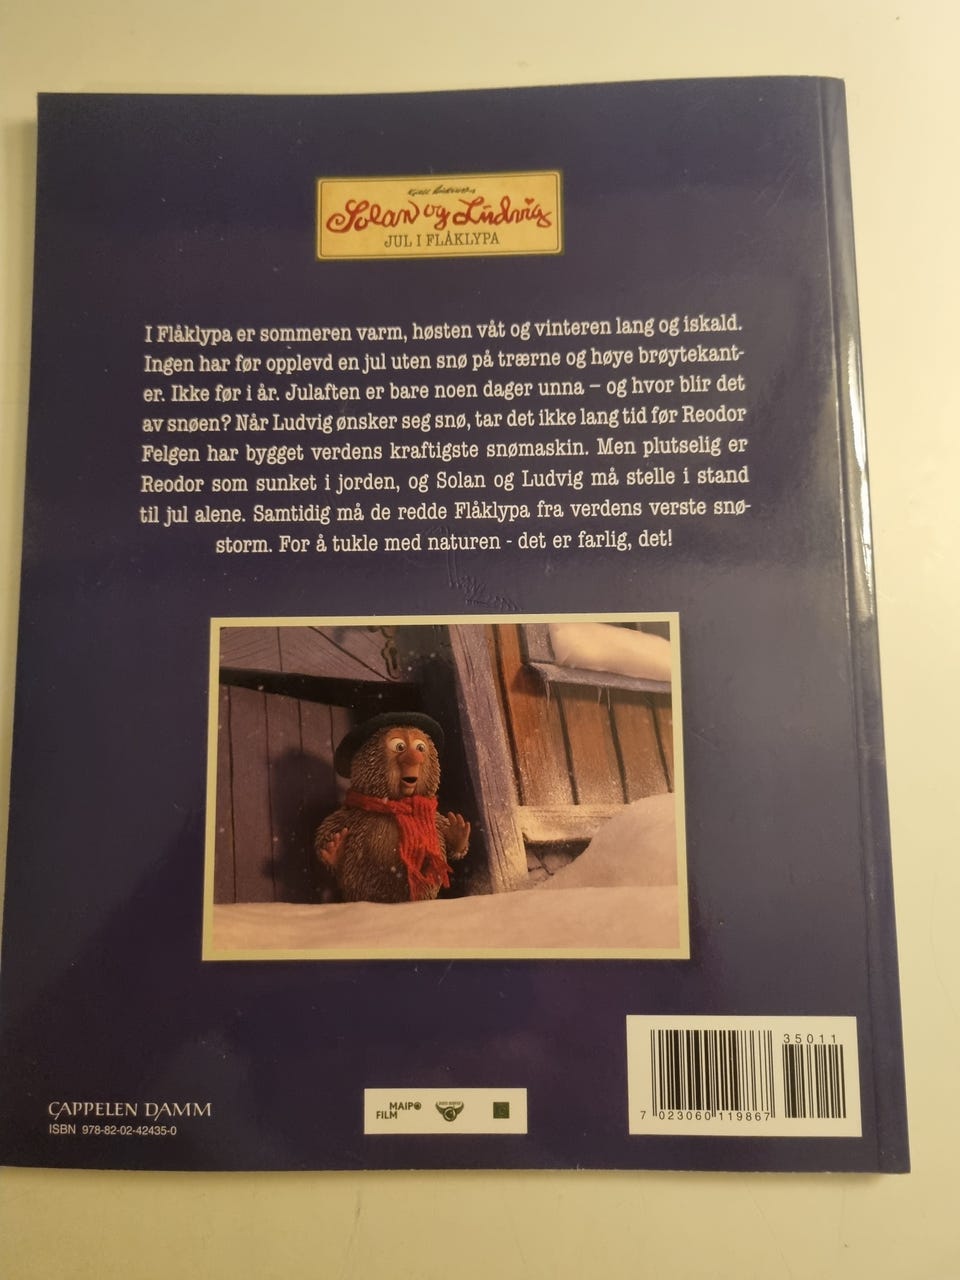 Kjell Aukrusts
Solan og Ludvig
JUL I FLÅKLYPA
I Flåklypa er sommeren varm, høsten våt og vinteren lang og iskald.
Ingen har før opplevd en jul uten snø på trærne og høye brøytekant-
er. Ikke før i år. Julaften er bare noen dager unna – og hvor blir det
av snøen? Når Ludvig ønsker seg snø, tar det ikke lang tid før Reodor
Felgen har bygget verdens kraftigste snømaskin. Men plutselig er
Reodor som sunket i jorden, og Solan og Ludvig må stelle i stand
til jul alene. Samtidig må de redde Flåklypa fra verdens verste snø-
storm. For å tukle med naturen - det er farlig, det!
CAPPELEN DAMM
ISBN 978-82-02-42435-0
MAIPO
FILM
35011
7 023060 119867